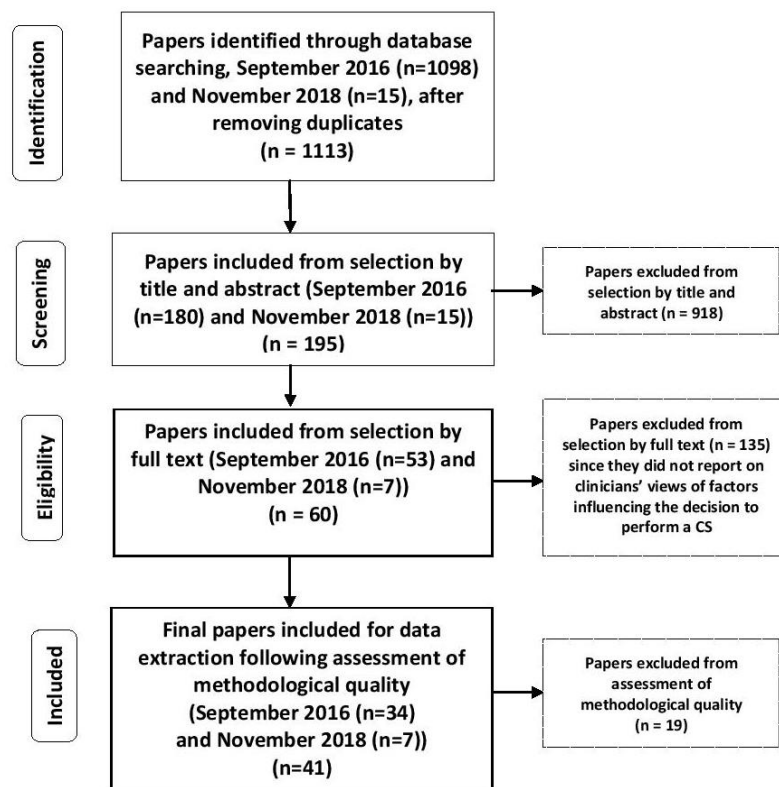 Identification
Papers identified through database
searching, September 2016 (n=1098)
and November 2018 (n=15), after
removing duplicates
(n = 1113)
Screening
Papers included from selection by
title and abstract (September 2016
(n=180) and November 2018 (n=15))
(n = 195)
Papers excluded from
selection by title and
abstract (n = 918)
Eligibility
Papers included from selection by
full text (September 2016 (n=53) and
November 2018 (n=7))
(n = 60)
Papers excluded from
selection by full text (n = 135)
since they did not report on
clinicians’ views of factors
influencing the decision to
perform a CS
Included
Final papers included for data
extraction following assessment of
methodological quality
(September 2016 (n=34)
and November 2018 (n=7))
(n=41)
Papers excluded from
assessment of
methodological quality
(n = 19)